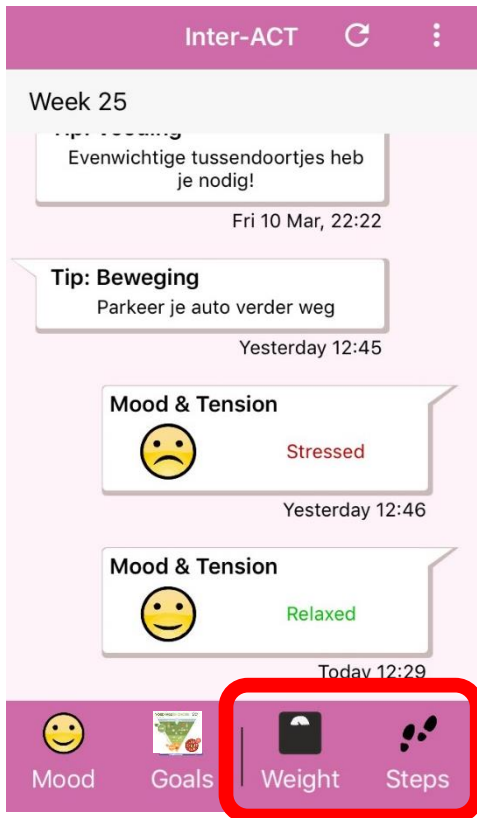 Inter-ACT
Week 25
Evenwichtige tussendoortjes heb
je nodig!
Fri 10 Mar, 22:22
Tip: Beweging
Parkeer je auto verder weg
Yesterday 12:45
Mood & Tension
Stressed
Yesterday 12:46
Mood & Tension
Relaxed
Today 12:29
Mood
Goals
Weight
Steps